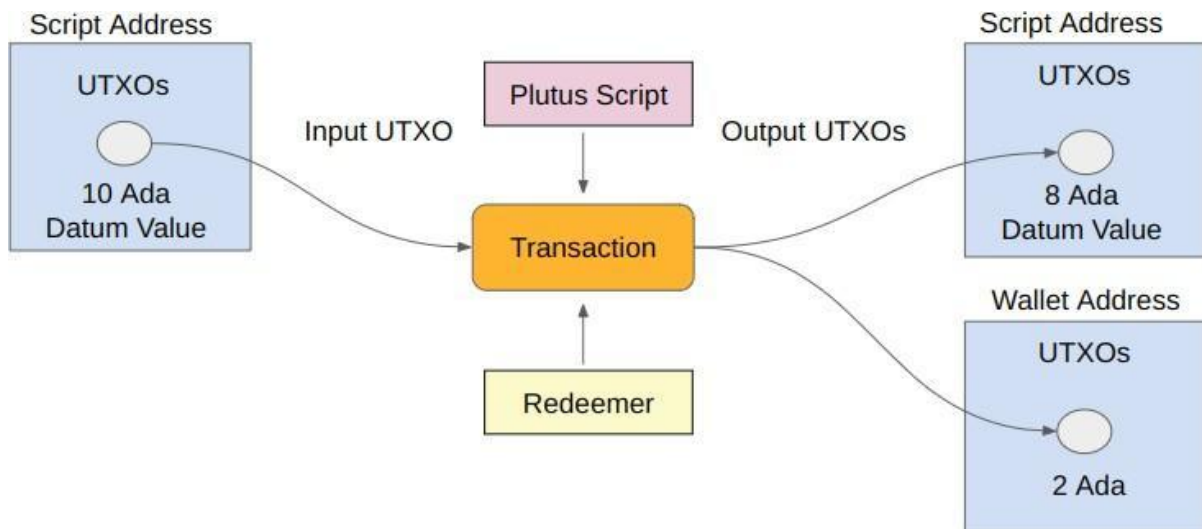 Script Address
UTXOs
10 Ada
Datum Value
Input UTXO
Plutus Script
Transaction
Redeemer
Output UTXOs
Script Address
UTXOs
8 Ada
Datum Value
Wallet Address
UTXOs
2 Ada